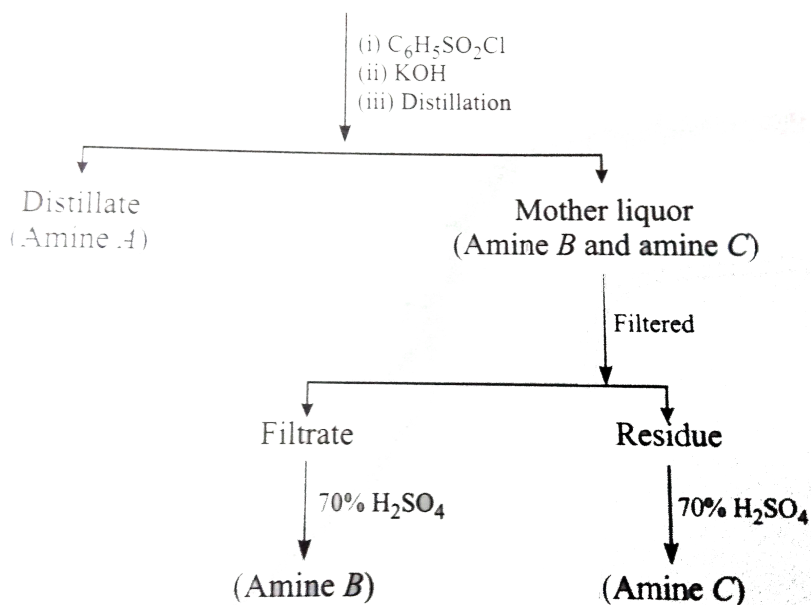 (i) C₆H₅SO₂Cl
(ii) KOH
(iii) Distillation
Distillate
(Amine A)
Mother liquor
(Amine B and amine C)
Filtered
Filtrate
Residue
70% H₂SO₄
70% H₂SO₄
(Amine B)
(Amine C)